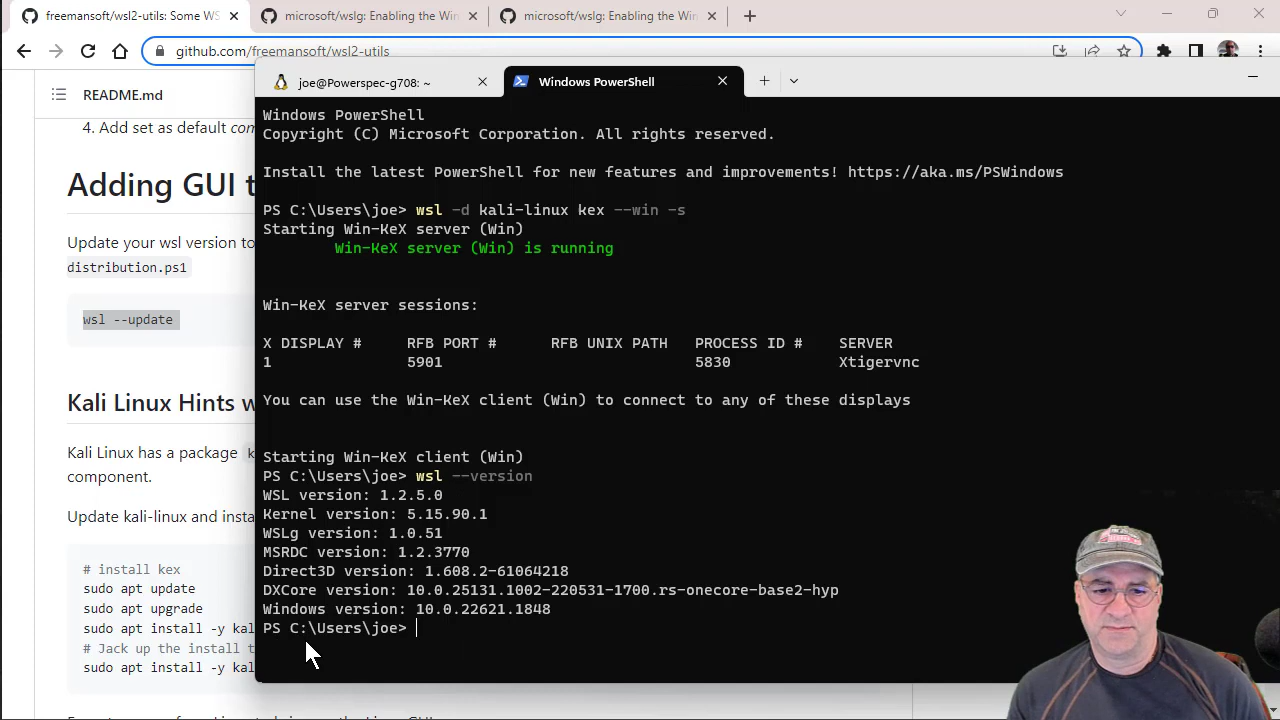 freemansoft/wsl2-utils: Some WS
microsoft/wslg: Enabling the Win
microsoft/wslg: Enabling the Win
github.com/freemansoft/wsl2-utils
README.md
4. Add set as default com
Adding GUI t
Update your wsl version to
distribution.ps1
wsl --update
Kali Linux Hints w
Kali Linux has a package k
component.
Update kali-linux and insta
# install kex
sudo apt update
sudo apt upgrade
sudo apt install -y kal
# Jack up the install t
sudo apt install -y kal
joe@Powerspec-g708: ~
Windows PowerShell
Windows PowerShell
Copyright (C) Microsoft Corporation. All rights reserved.
Install the latest PowerShell for new features and improvements! https://aka.ms/PSWindows
PS C:\Users\joe> wsl -d kali-linux kex --win -s
Starting Win-KeX server (Win)
Win-KeX server (Win) is running
Win-KeX server sessions:
X DISPLAY # RFB PORT # RFB UNIX PATH PROCESS ID # SERVER
1 5901 5830 Xtigervnc
You can use the Win-KeX client (Win) to connect to any of these displays
Starting Win-KeX client (Win)
PS C:\Users\joe> wsl --version
WSL version: 1.2.5.0
Kernel version: 5.15.90.1
WSLg version: 1.0.51
MSRDC version: 1.2.3770
Direct3D version: 1.608.2-61064218
DXCore version: 10.0.25131.1002-220531-1700.rs-onecore-base2-hyp
Windows version: 10.0.22621.1848
PS C:\Users\joe>